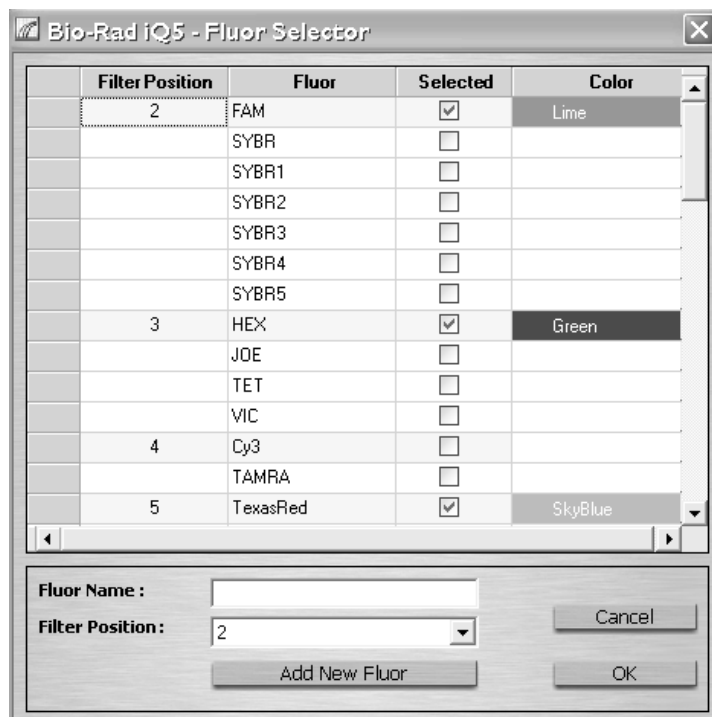 Bio-Rad iQ5 - Fluor Selector
Filter Position Fluor Selected Color
2 FAM Lime
SYBR
SYBR1
SYBR2
SYBR3
SYBR4
SYBR5
3 HEX Green
JOE
TET
VIC
4 Cy3
TAMRA
5 TexasRed SkyBlue
Fluor Name :
Cancel
Filter Position : 2
Add New Fluor OK